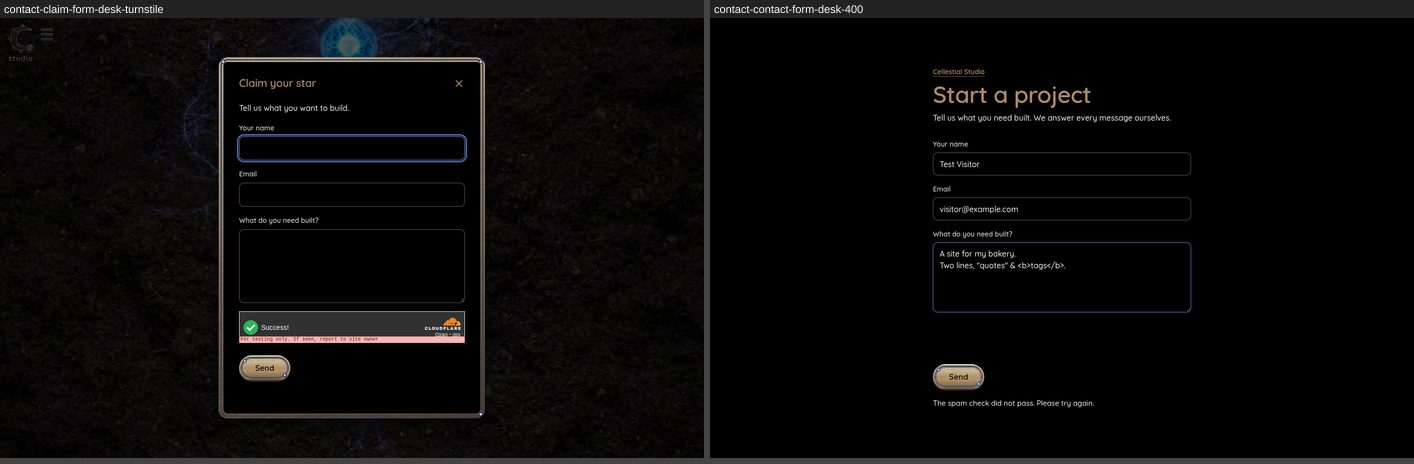 contact-claim-form-desk-turnstile
studio
Claim your star
Tell us what you want to build.
Your name
Email
What do you need built?
Success!
CLOUDFLARE
Privacy • Help
For testing only. If seen, report to site owner
Send
contact-contact-form-desk-400
Cellestial Studio
Start a project
Tell us what you need built. We answer every message ourselves.
Your name
Test Visitor
Email
visitor@example.com
What do you need built?
A site for my bakery.
Two lines, "quotes" & <b>tags</b>.
Send
The spam check did not pass. Please try again.